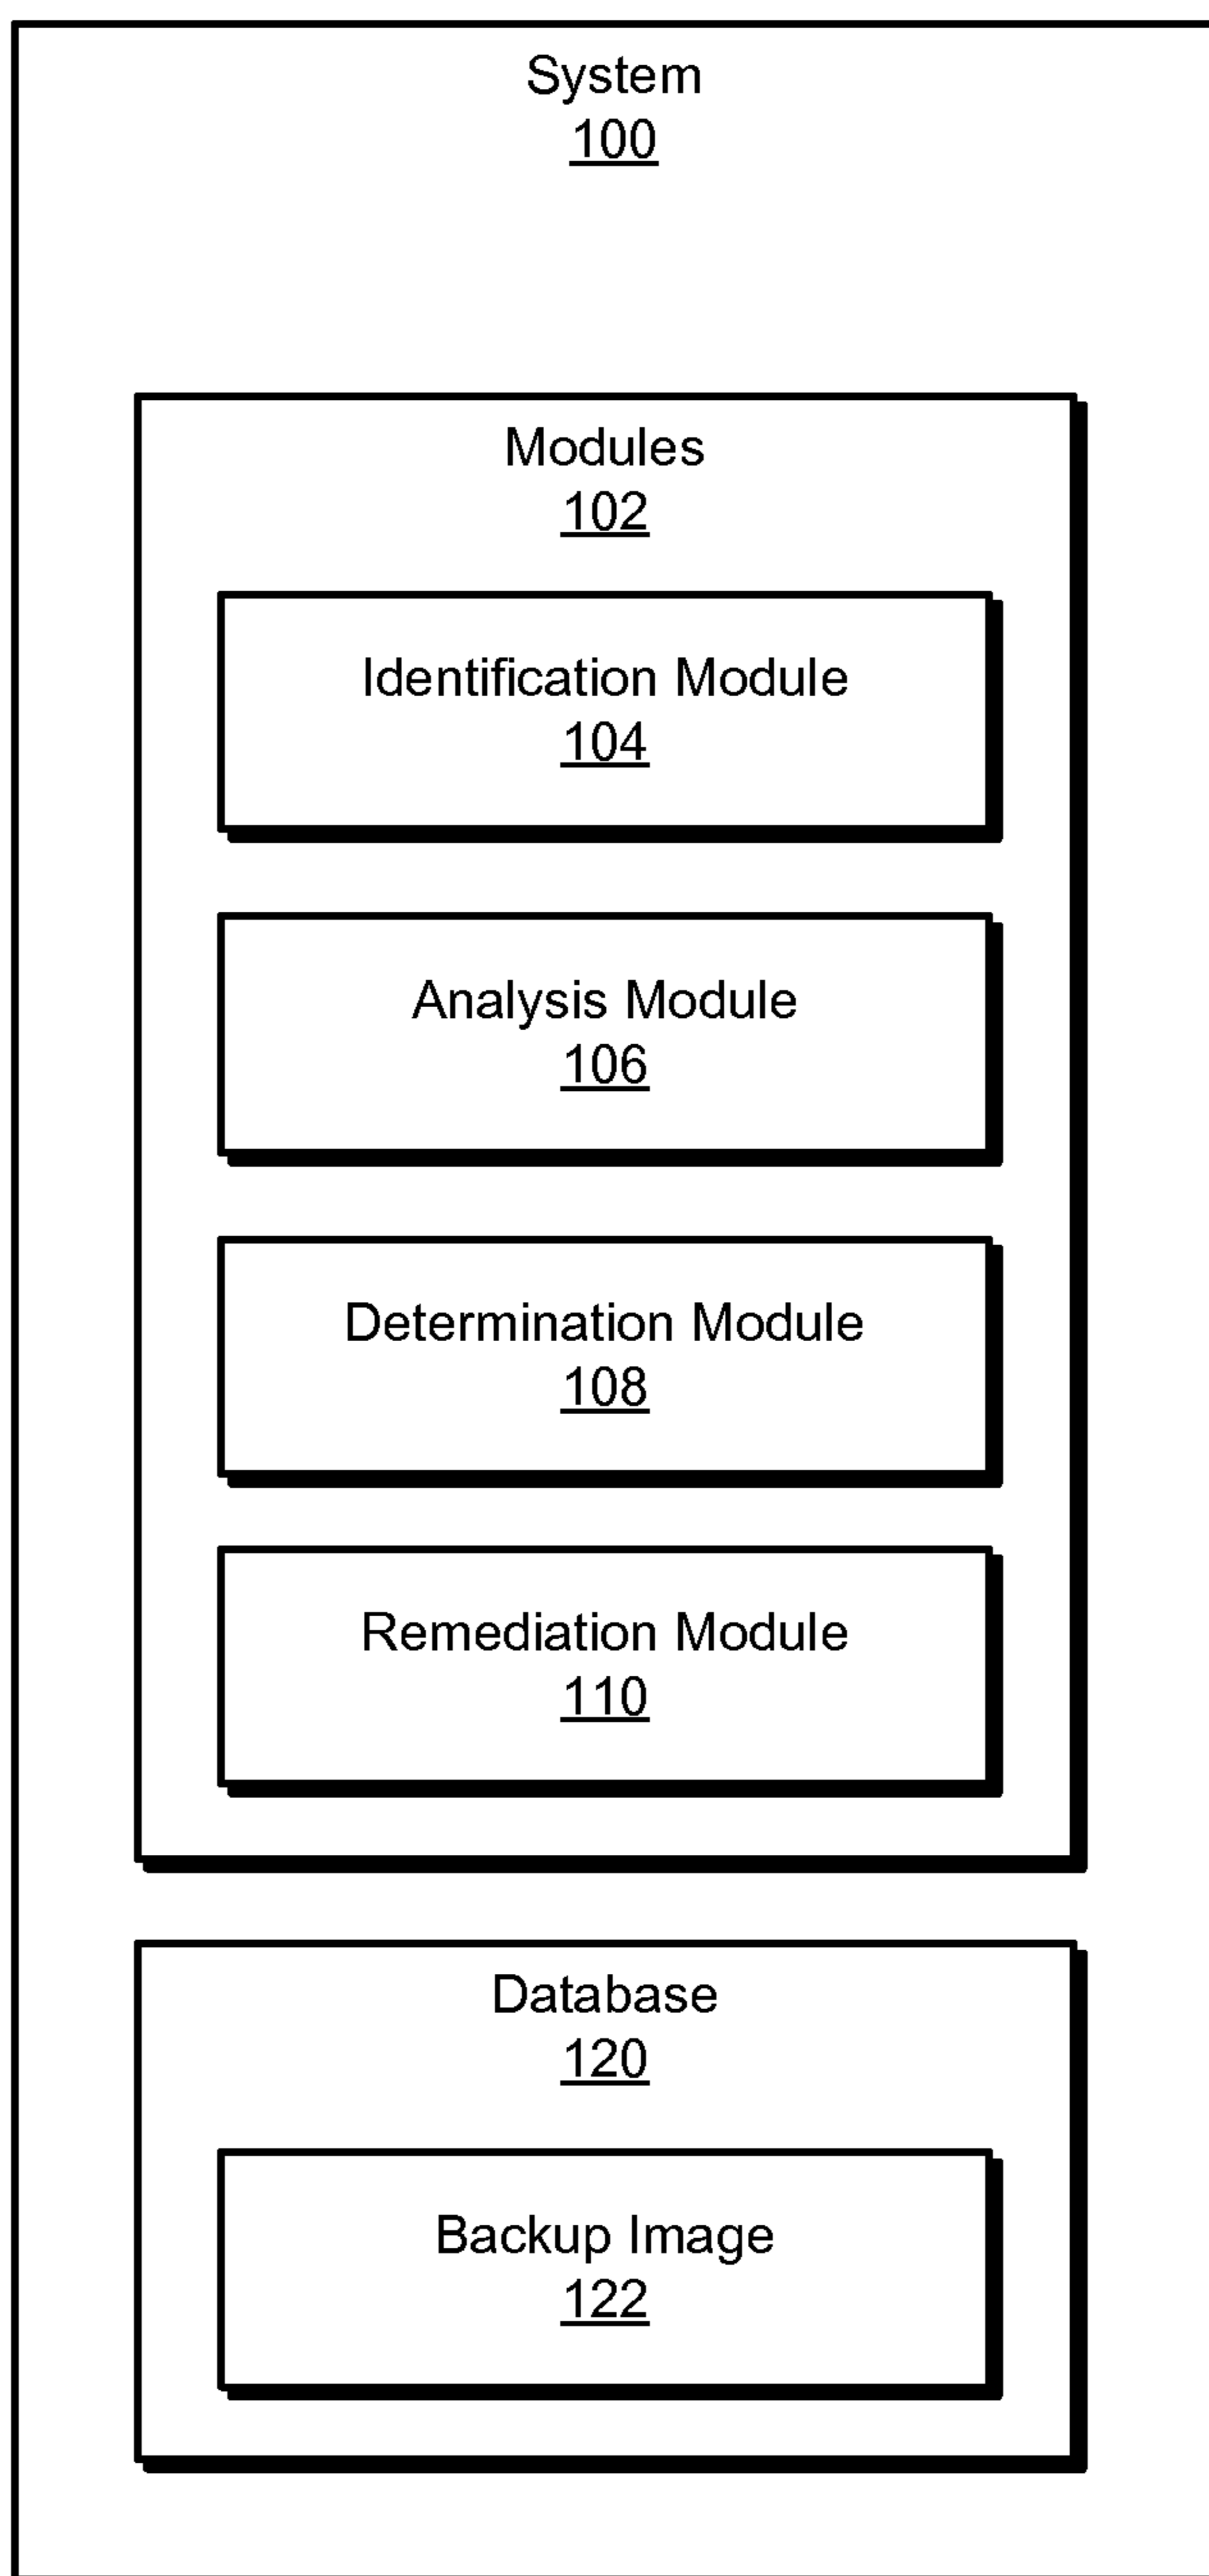 System
100
Modules
102
Identification Module
104
Analysis Module
106
Determination Module
108
Remediation Module
110
Database
120
Backup Image
122